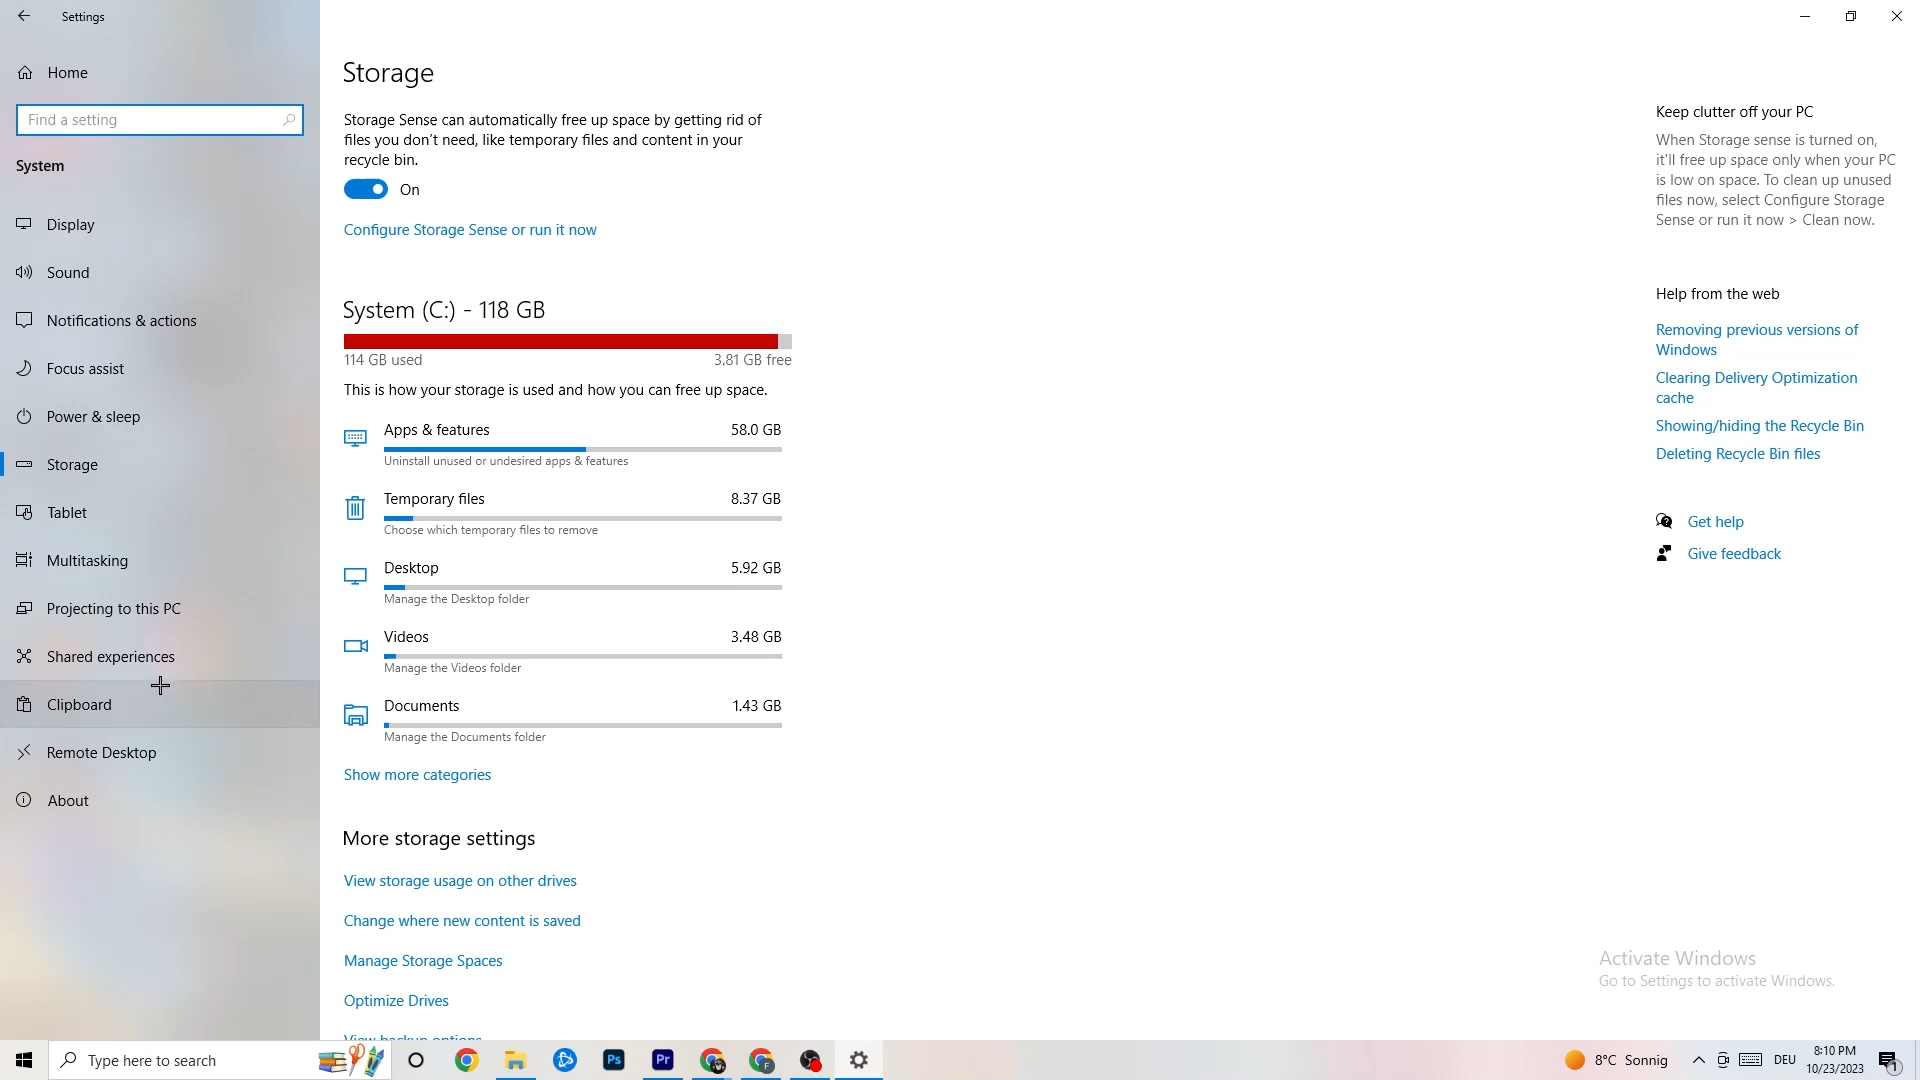 Settings
Home
Find a setting
System
Display
Sound
Notifications & actions
Focus assist
Power & sleep
Storage
Tablet
Multitasking
Projecting to this PC
Shared experiences
Clipboard
Remote Desktop
About
Storage
Storage Sense can automatically free up space by getting rid of
files you don't need, like temporary files and content in your
recycle bin.
On
Configure Storage Sense or run it now
System (C:) - 118 GB
114 GB used 3.81 GB free
This is how your storage is used and how you can free up space.
Apps & features 58.0 GB
Uninstall unused or undesired apps & features
Temporary files 8.37 GB
Choose which temporary files to remove
Desktop 5.92 GB
Manage the Desktop folder
Videos 3.48 GB
Manage the Videos folder
Documents 1.43 GB
Manage the Documents folder
Show more categories
More storage settings
View storage usage on other drives
Change where new content is saved
Manage Storage Spaces
Optimize Drives
View backup options
Keep clutter off your PC
When Storage sense is turned on,
it'll free up space only when your PC
is low on space. To clean up unused
files now, select Configure Storage
Sense or run it now > Clean now.
Help from the web
Removing previous versions of
Windows
Clearing Delivery Optimization
cache
Showing/hiding the Recycle Bin
Deleting Recycle Bin files
Get help
Give feedback
Activate Windows
Go to Settings to activate Windows.
Type here to search
Ps
Pr
F
8°C Sonnig
DEU
8:10 PM
10/23/2023
1